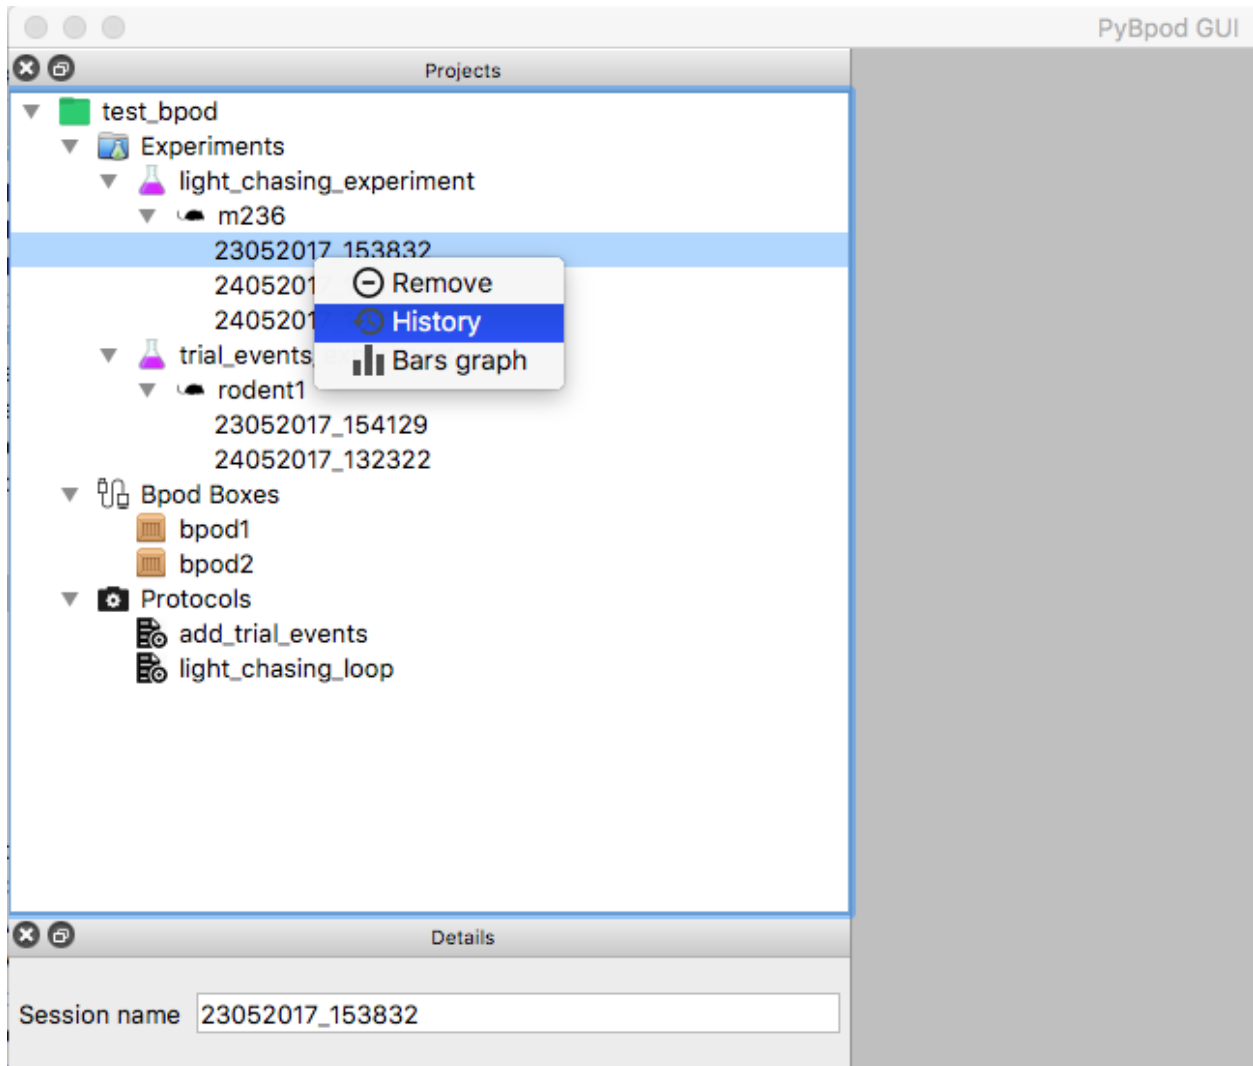 PyBpod GUI
Projects
test_bpod
Experiments
light_chasing_experiment
m236
23052017_153832
Remove
History
trial_events
Bars graph
rodent1
23052017_154129
24052017_132322
Bpod Boxes
bpod1
bpod2
Protocols
add_trial_events
light_chasing_loop
Details
Session name 23052017_153832